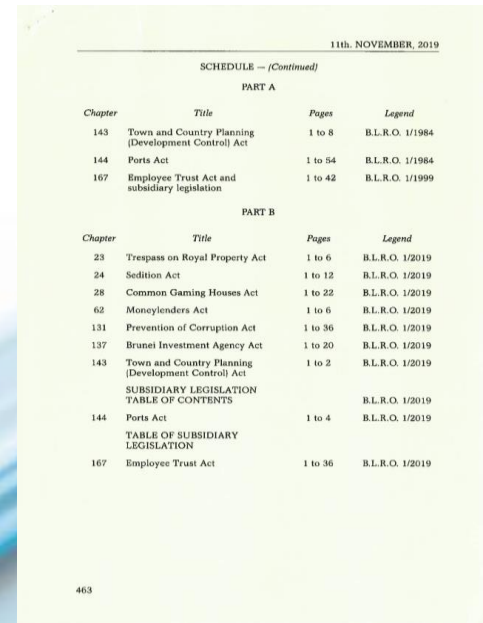 11th. NOVEMBER, 2019
SCHEDULE — (Continued)
PART A
Chapter Title Pages Legend
143 Town and Country Planning 1 to 8 B.L.R.O. 1/1984
(Development Control) Act
144 Ports Act 1 to 54 B.L.R.O. 1/1984
167 Employee Trust Act and 1 to 42 B.L.R.O. 1/1999
subsidiary legislation
PART B
Chapter Title Pages Legend
23 Trespass on Royal Property Act 1 to 6 B.L.R.O. 1/2019
24 Sedition Act 1 to 12 B.L.R.O. 1/2019
28 Common Gaming Houses Act 1 to 22 B.L.R.O. 1/2019
62 Moneylenders Act 1 to 6 B.L.R.O. 1/2019
131 Prevention of Corruption Act 1 to 36 B.L.R.O. 1/2019
137 Brunei Investment Agency Act 1 to 20 B.L.R.O. 1/2019
143 Town and Country Planning 1 to 2 B.L.R.O. 1/2019
(Development Control) Act
SUBSIDIARY LEGISLATION
TABLE OF CONTENTS B.L.R.O. 1/2019
144 Ports Act 1 to 4 B.L.R.O. 1/2019
TABLE OF SUBSIDIARY
LEGISLATION
167 Employee Trust Act 1 to 36 B.L.R.O. 1/2019
463